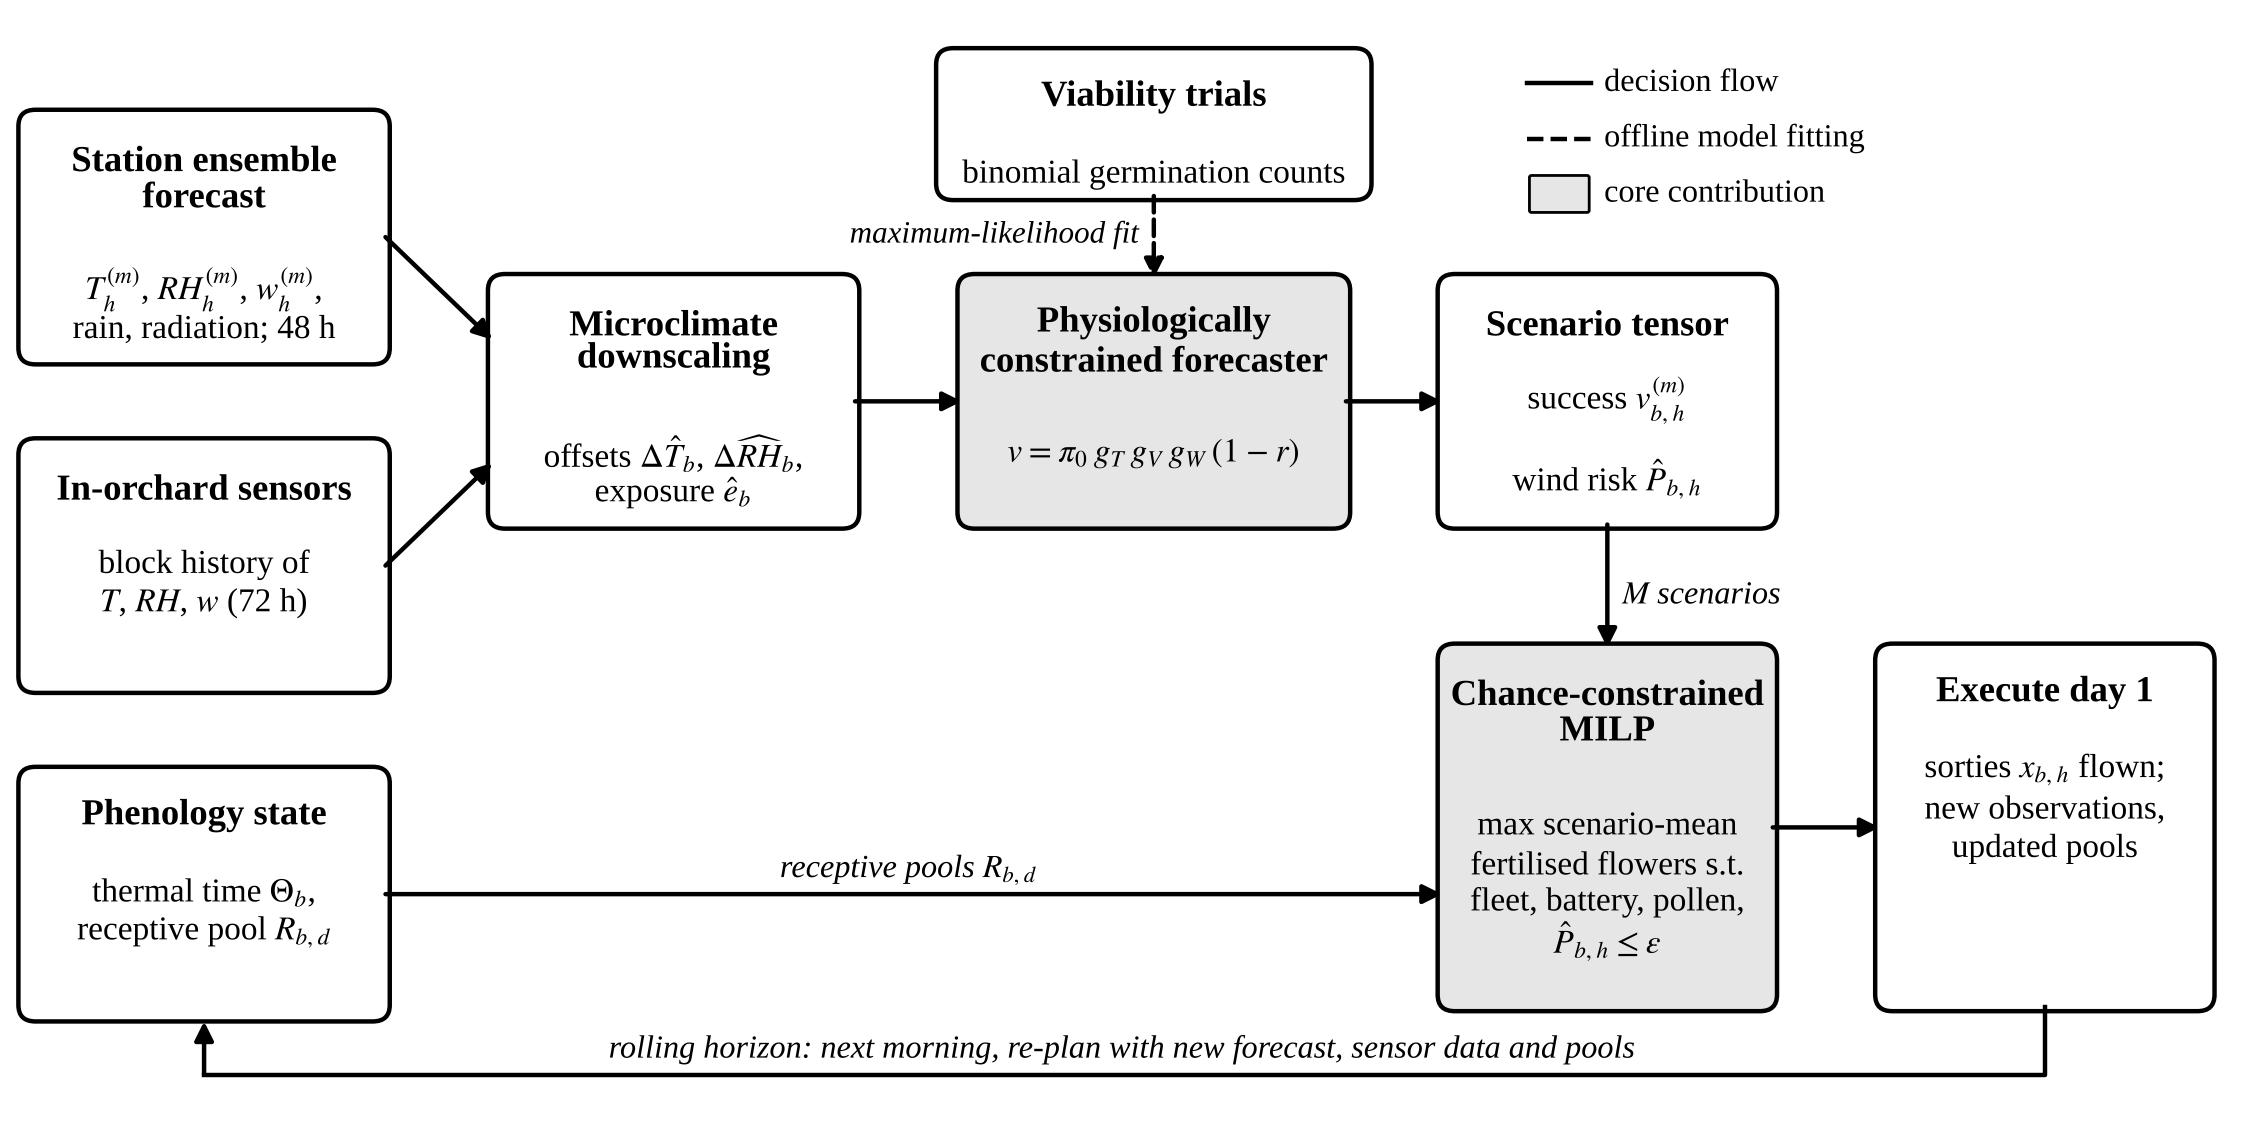 Viability trials
binomial germination counts
decision flow
offline model fitting
core contribution
Station ensemble
forecast
T_h^{(m)}, RH_h^{(m)}, w_h^{(m)},
rain, radiation; 48 h
maximum-likelihood fit
Microclimate
downscaling
offsets ΔT̂_b, Δ\widehat{RH}_b,
exposure ê_b
Physiologically
constrained forecaster
v = π_0 g_T g_V g_W (1 − r)
Scenario tensor
success v_{b, h}^{(m)}
wind risk P̂_{b, h}
In-orchard sensors
block history of
T, RH, w (72 h)
M scenarios
Chance-constrained
MILP
max scenario-mean
fertilised flowers s.t.
fleet, battery, pollen,
P̂_{b, h} ≤ ε
Execute day 1
sorties x_{b, h} flown;
new observations,
updated pools
Phenology state
thermal time Θ_b,
receptive pool R_{b, d}
receptive pools R_{b, d}
rolling horizon: next morning, re-plan with new forecast, sensor data and pools